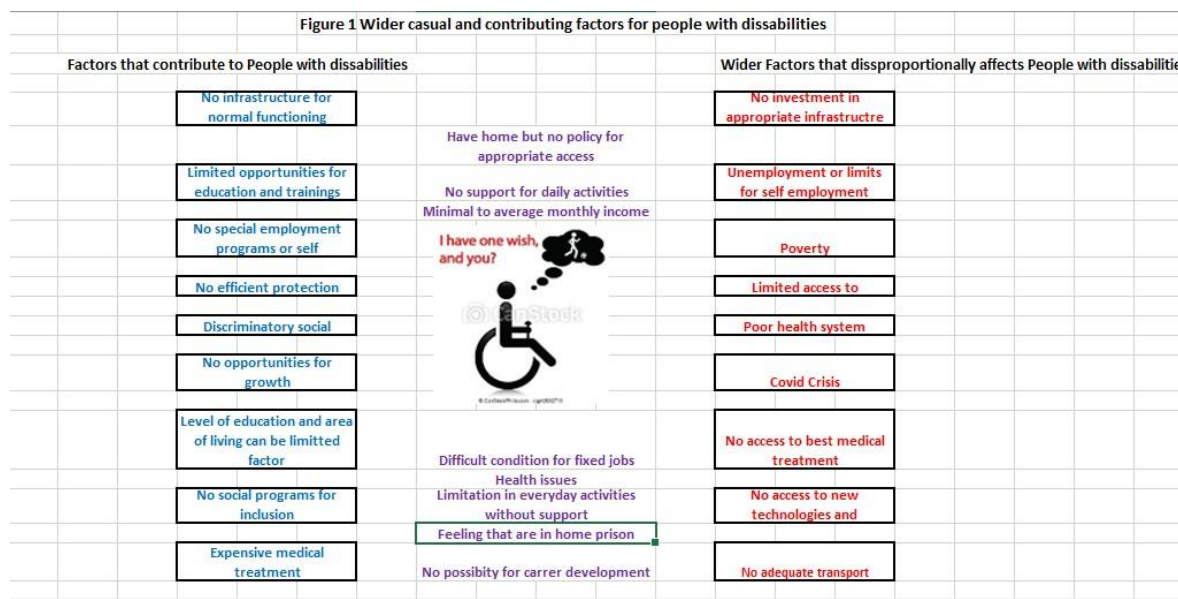 Figure 1 Wider casual and contributing factors for people with dissabilities
Factors that contribute to People with dissabilities
Wider Factors that dissproportionally affects People with dissabilitie
No infrastructure for
normal functioning
No investment in
appropriate infrastructre
Have home but no policy for
appropriate access
Limited opportunities for
education and trainings
Unemployment or limits
for self employment
No support for daily activities
Minimal to average monthly income
No special employment
programs or self
Poverty
I have one wish,
and you?
No efficient protection
Limited access to
CanStock
Discriminatory social
Poor health system
No opportunities for
growth
Covid Crisis
Level of education and area
of living can be limitted
factor
No access to best medical
treatment
Difficult condition for fixed jobs
Health issues
No social programs for
inclusion
Limitation in everyday activities
without support
No access to new
technologies and
Feeling that are in home prison
Expensive medical
treatment
No possibity for carrer development
No adequate transport